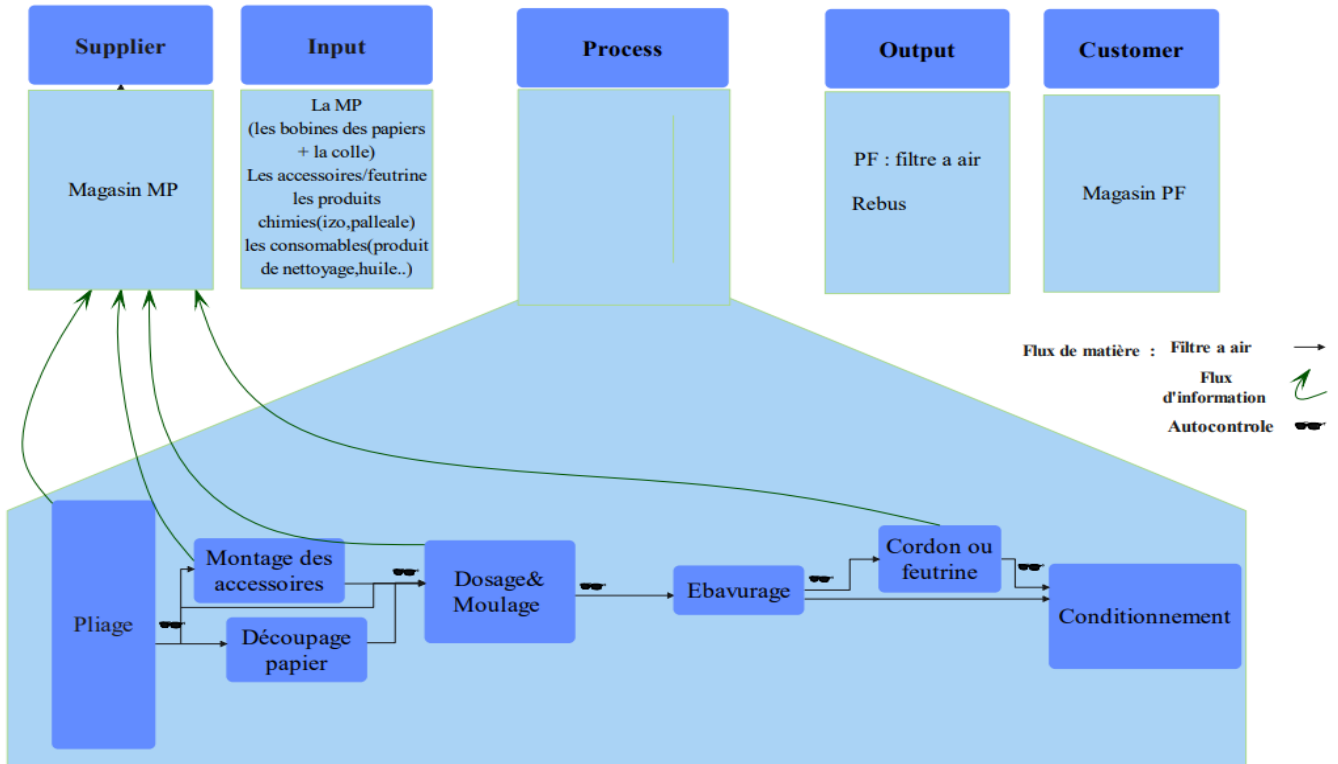 Supplier
Input
Process
Output
Customer
Magasin MP
La MP
(les bobines des papiers
+ la colle)
Les accessoires/feutrine
les produits
chimies(izo,palleale)
les consomables(produit
de nettoyage,huile..)
PF : filtre a air
Rebus
Magasin PF
Flux de matière : Filtre a air
Flux
d'information
Autocontrole
Pliage
Montage des
accessoires
Découpage
papier
Dosage&
Moulage
Ebavurage
Cordon ou
feutrine
Conditionnement